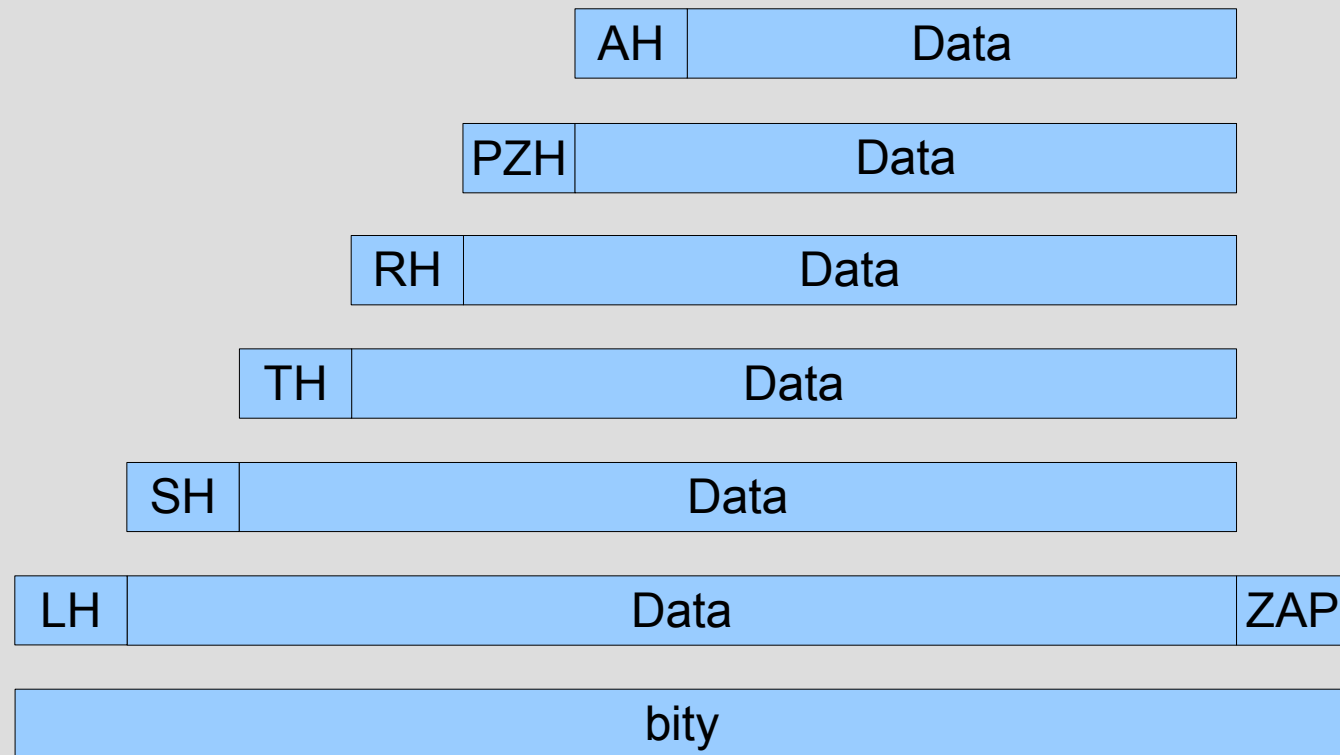 AH Data
PZH Data
RH Data
TH Data
SH Data
LH Data ZAP
bity